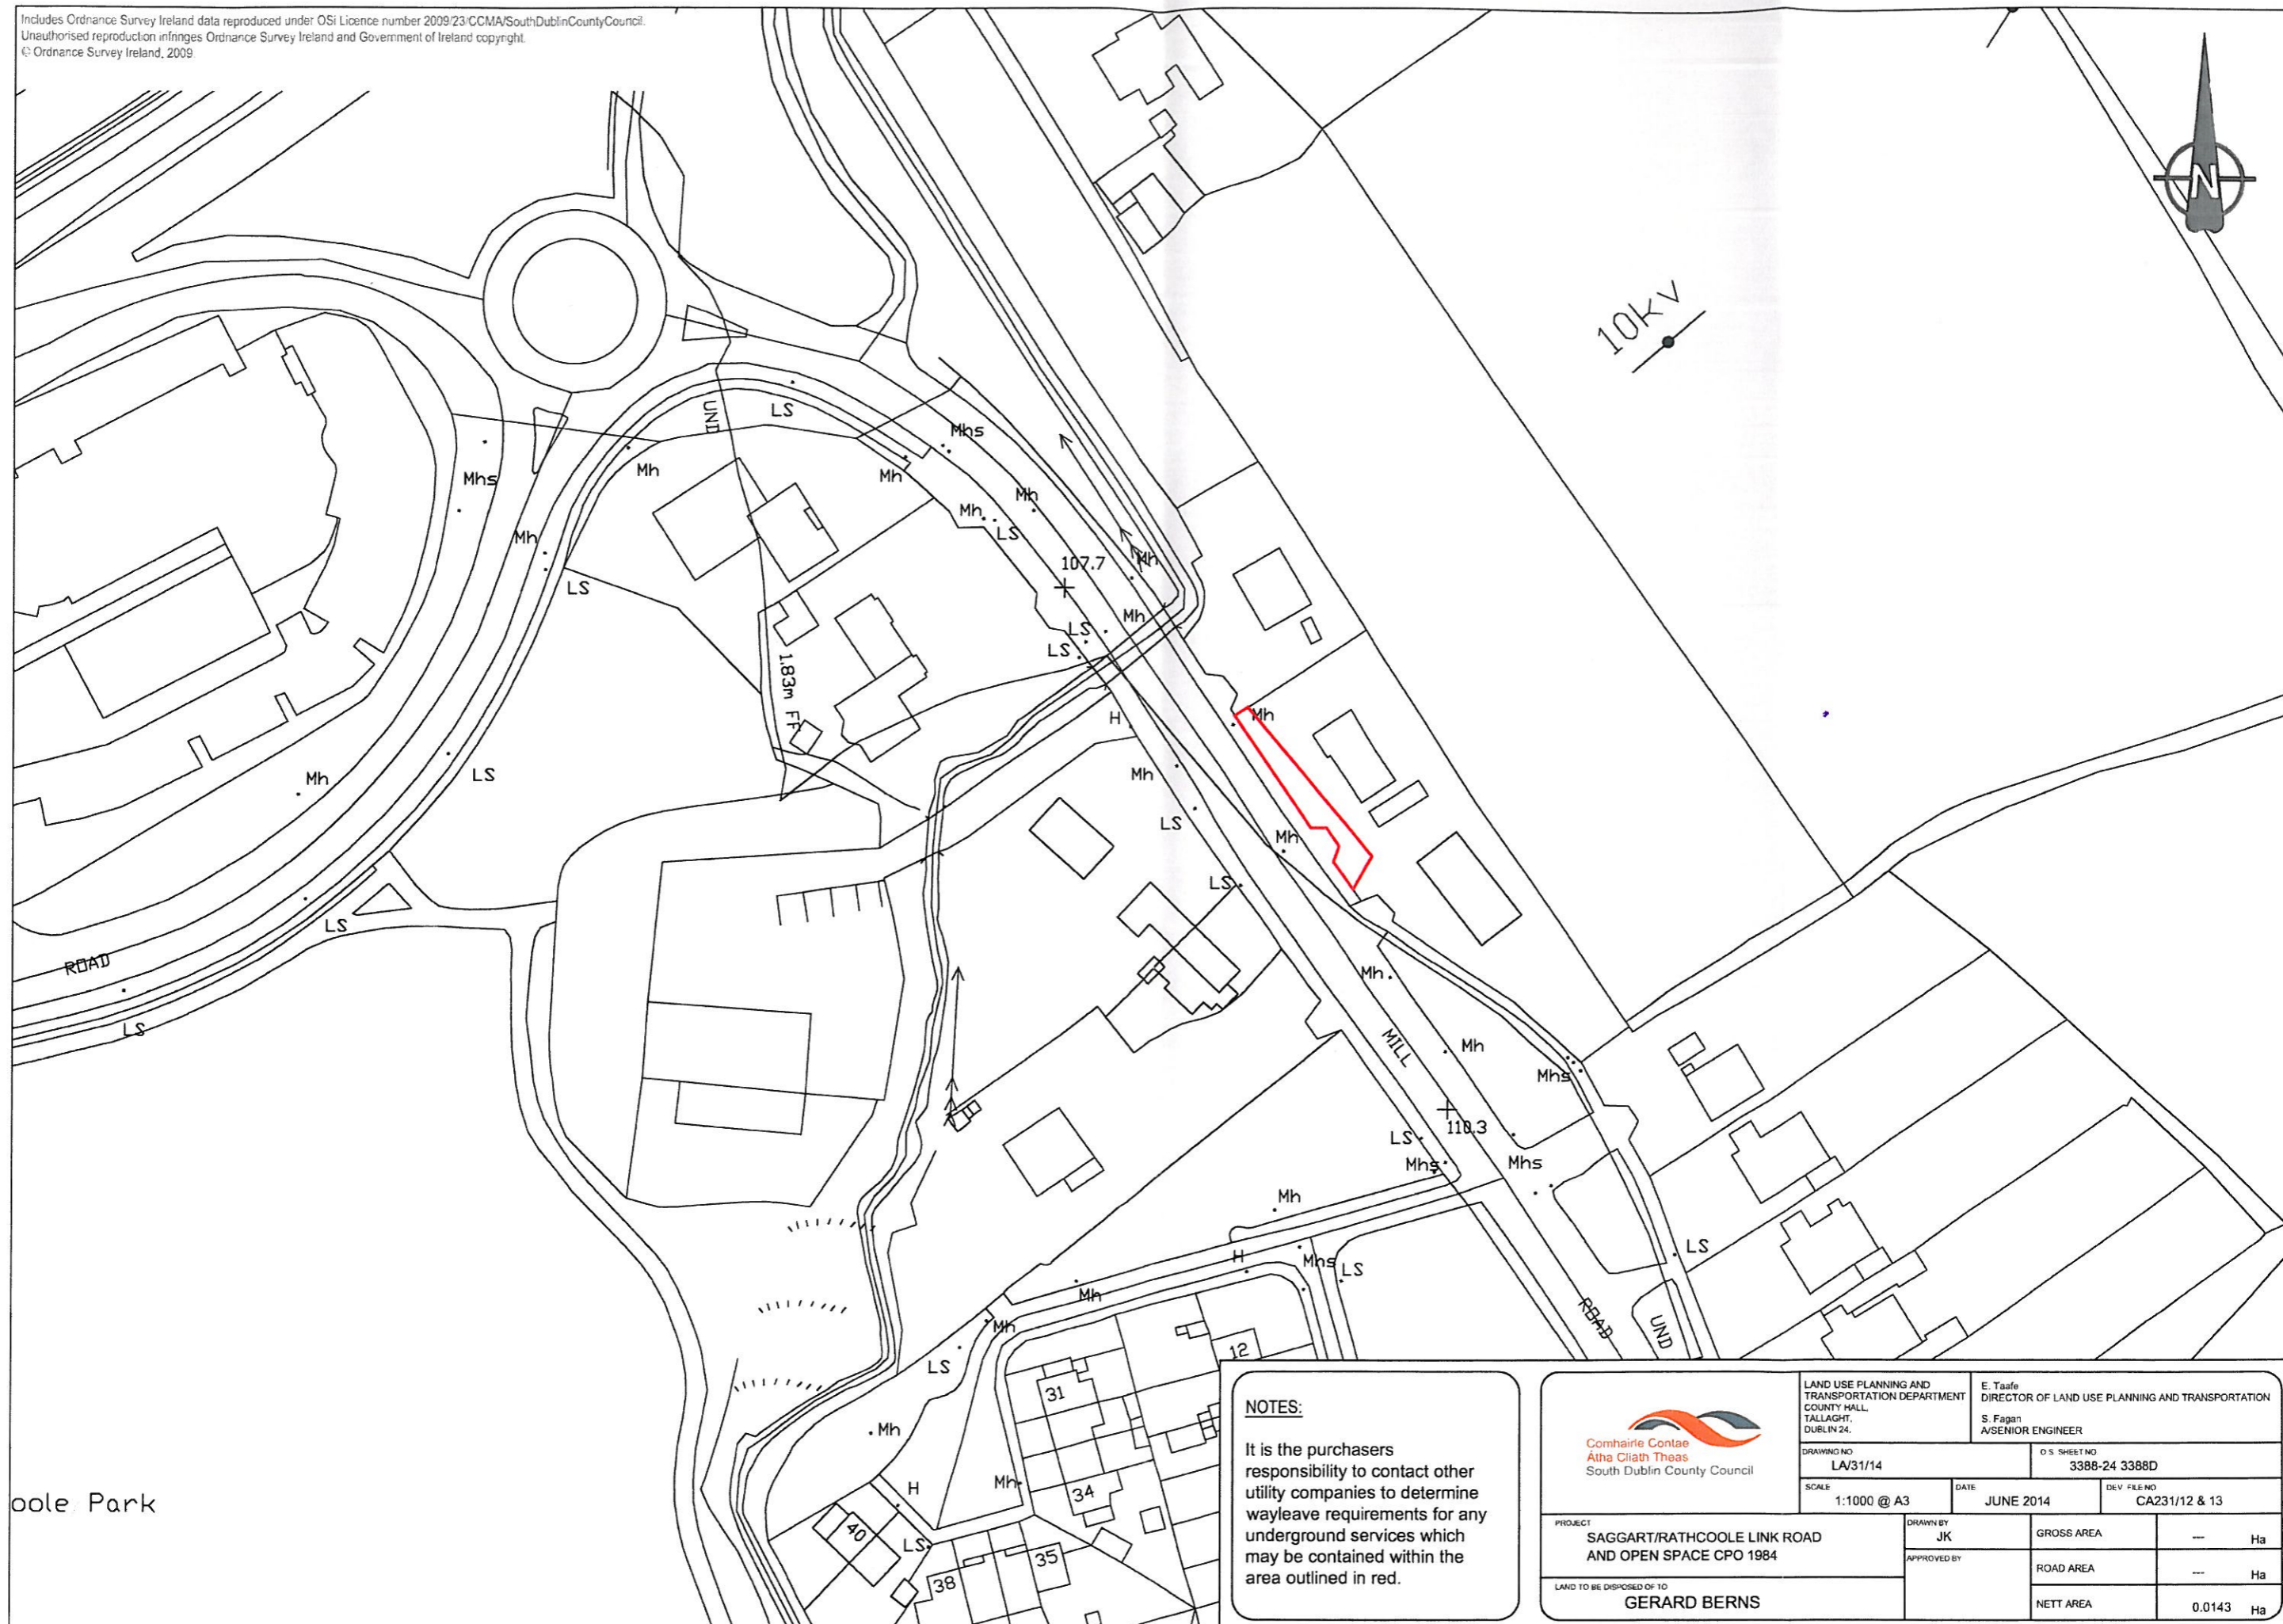 Includes Ordnance Survey Ireland data reproduced under OSi Licence number 2009/23/CCMA/SouthDublinCountyCouncil.
Unauthorised reproduction infringes Ordnance Survey Ireland and Government of Ireland copyright.
© Ordnance Survey Ireland, 2009
N
10kV
UND
LS
Mhs
Mh
Mh
Mhs
Mh
Mh
LS
Mh
107.7
Mh
LS
Mh
LS
LS
1.83m FF
H
Mh
Mh
LS
Mh
LS
Mh
LS
LS
ROAD
Mh
LS
MILL
Mh
Mhs
110.3
LS
Mhs
Mhs
Mh
LS
H
Mhs
LS
Mh
ROAD
UND
Mh
12
LS
31
Mh
H
Mh
34
oole Park
40
LS
35
38
NOTES:
It is the purchasers
responsibility to contact other
utility companies to determine
wayleave requirements for any
underground services which
may be contained within the
area outlined in red.
Comhairle Contae
Átha Cliath Theas
South Dublin County Council
LAND USE PLANNING AND
TRANSPORTATION DEPARTMENT
COUNTY HALL,
TALLAGHT,
DUBLIN 24.
E. Taafe
DIRECTOR OF LAND USE PLANNING AND TRANSPORTATION
S. Fagan
A/SENIOR ENGINEER
DRAWING NO
LA/31/14
O.S. SHEET NO
3388-24 3388D
SCALE
1:1000 @ A3
DATE
JUNE 2014
DEV. FILE NO
CA231/12 & 13
PROJECT
SAGGART/RATHCOOLE LINK ROAD
AND OPEN SPACE CPO 1984
DRAWN BY
JK
APPROVED BY
GROSS AREA --- Ha
ROAD AREA --- Ha
NETT AREA 0.0143 Ha
LAND TO BE DISPOSED OF TO
GERARD BERNS